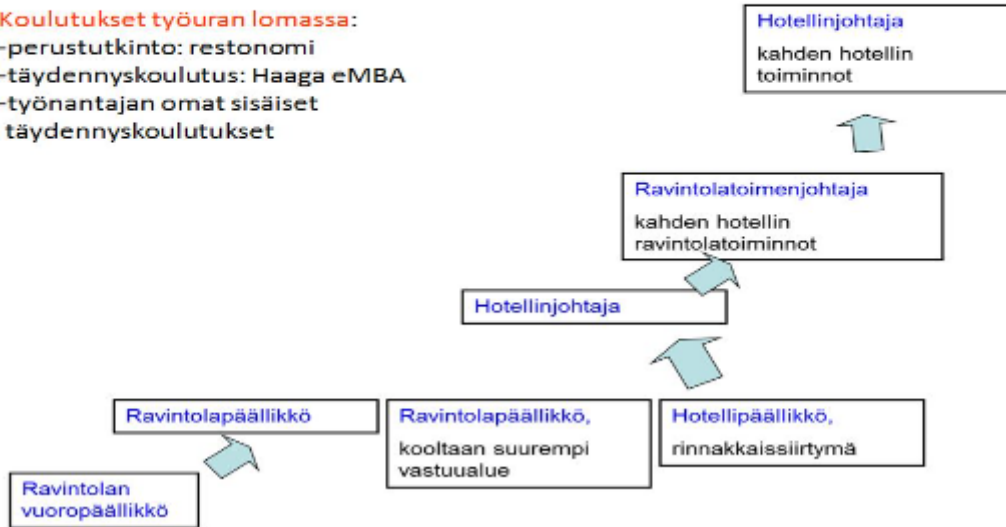 Koulutukset työuran lomassa:
-perustutkinto: restonomi
-täydennyskoulutus: Haaga eMBA
-työnantajan omat sisäiset
täydennyskoulutukset
Hotellinjohtaja
kahden hotellin
toiminnot
Ravintolatoimenjohtaja
kahden hotellin
ravintolatoiminnot
Hotellinjohtaja
Ravintolapäällikkö
Ravintolapäällikkö,
kooltaan suurempi
vastuualue
Hotellipäällikkö,
rinnakkaissiirtymä
Ravintolan
vuoropäällikkö